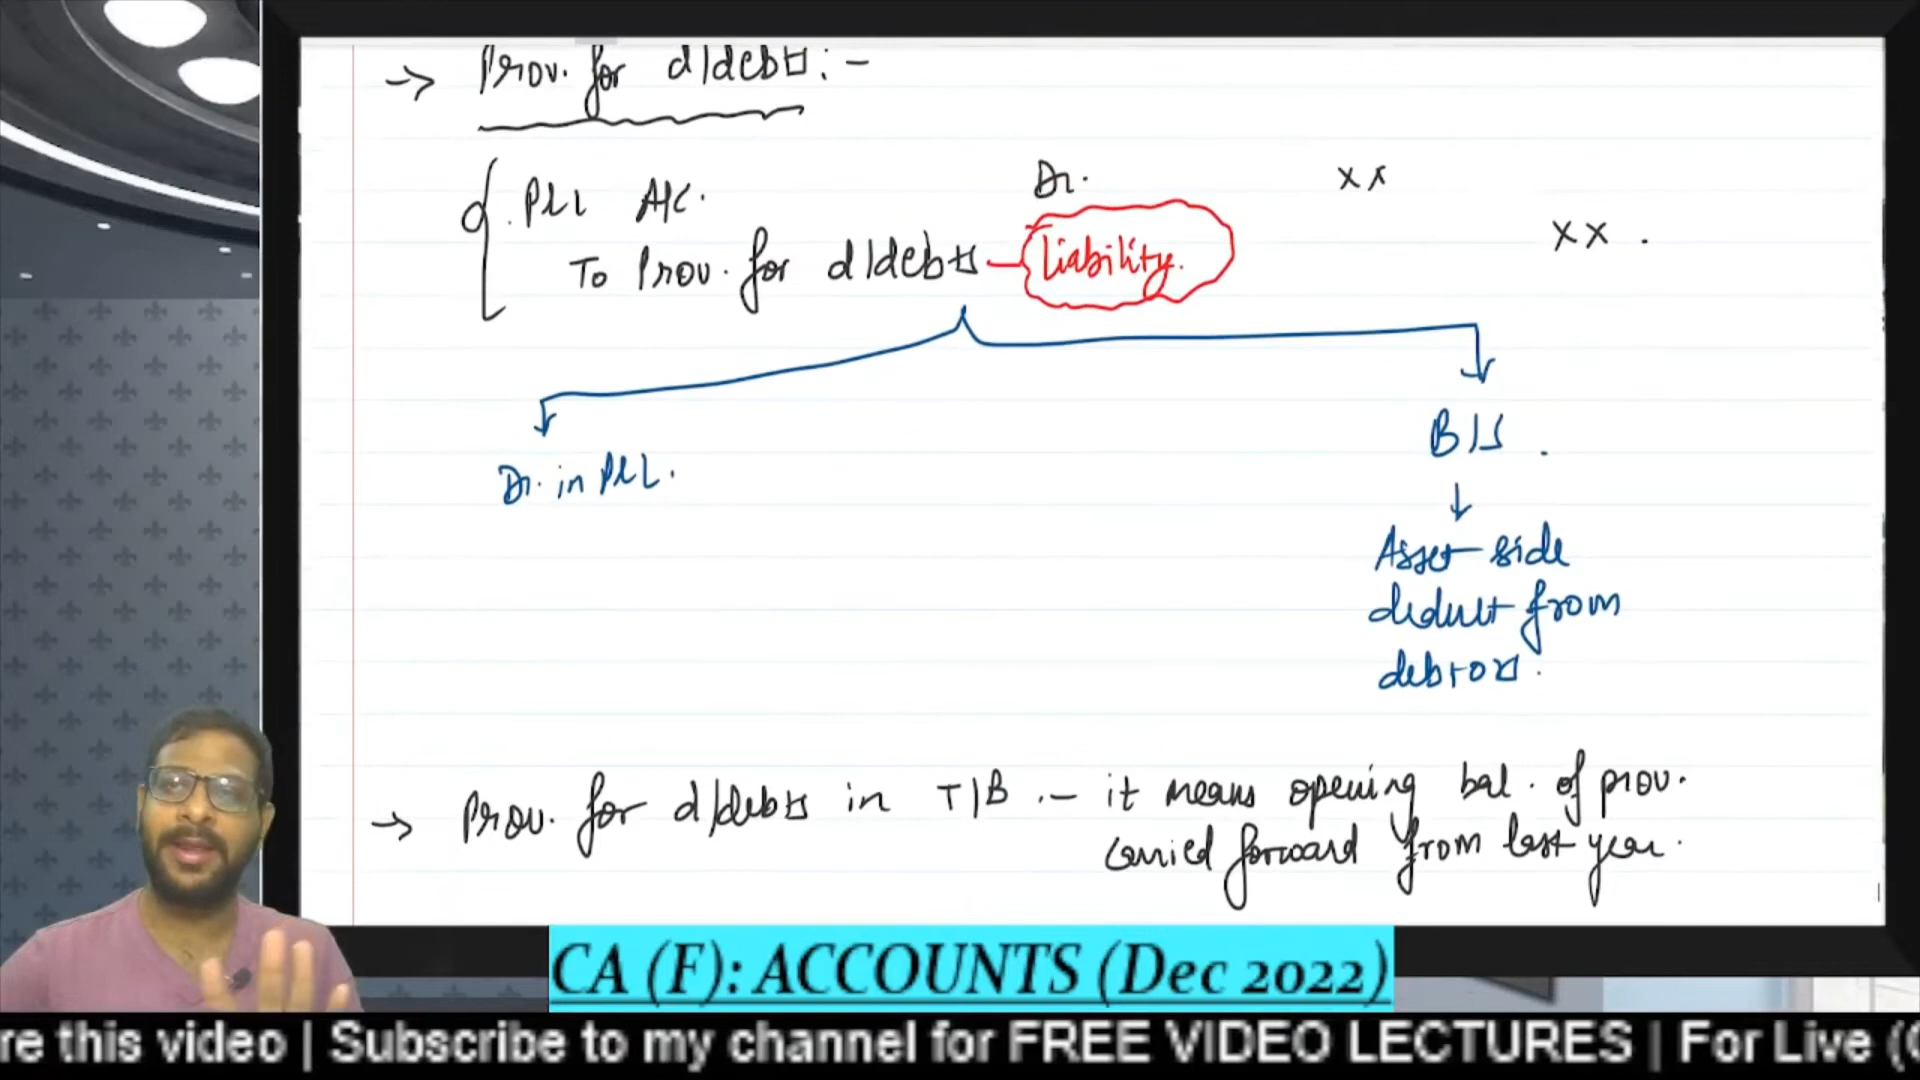 → Prov. for d/debts :-
P&L A/c. Dr. xx
To Prov. for d/debts — liability. xx .
Dr. in P&L.
B/S .
Asset side
deduct from
debtors.
→ Prov. for d/debts in T/B :- it means opening bal. of prov.
carried forward from last year.
CA (F): ACCOUNTS (Dec 2022)
re this video | Subscribe to my channel for FREE VIDEO LECTURES | For Live (